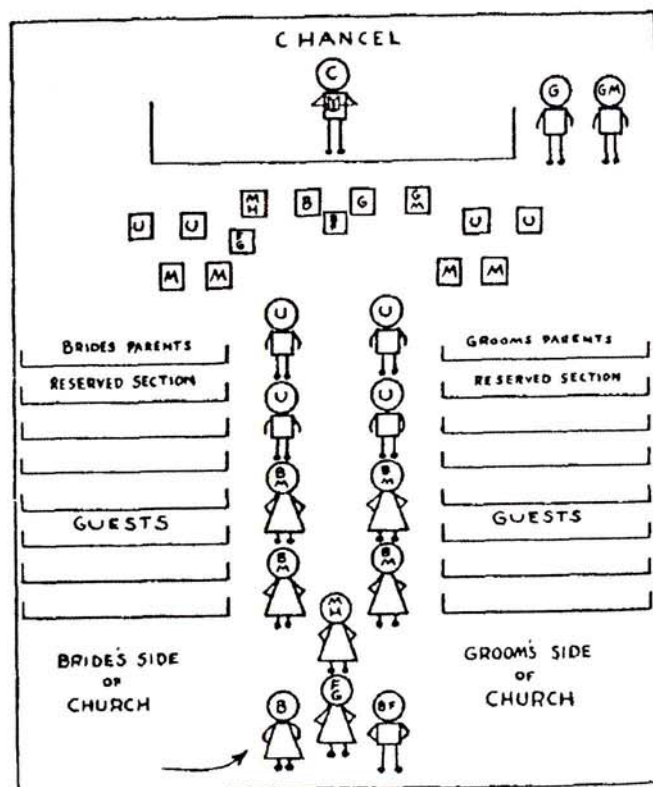 CHANCEL
C
G
GM
MH
B
G
GM
U
U
BF
U
U
FG
M
M
M
M
U
U
BRIDES PARENTS
GROOMS PARENTS
RESERVED SECTION
RESERVED SECTION
U
U
BM
BM
GUESTS
GUESTS
BM
BM
MH
BRIDE'S SIDE
OF
CHURCH
GROOM'S SIDE
OF
CHURCH
FG
B
BF